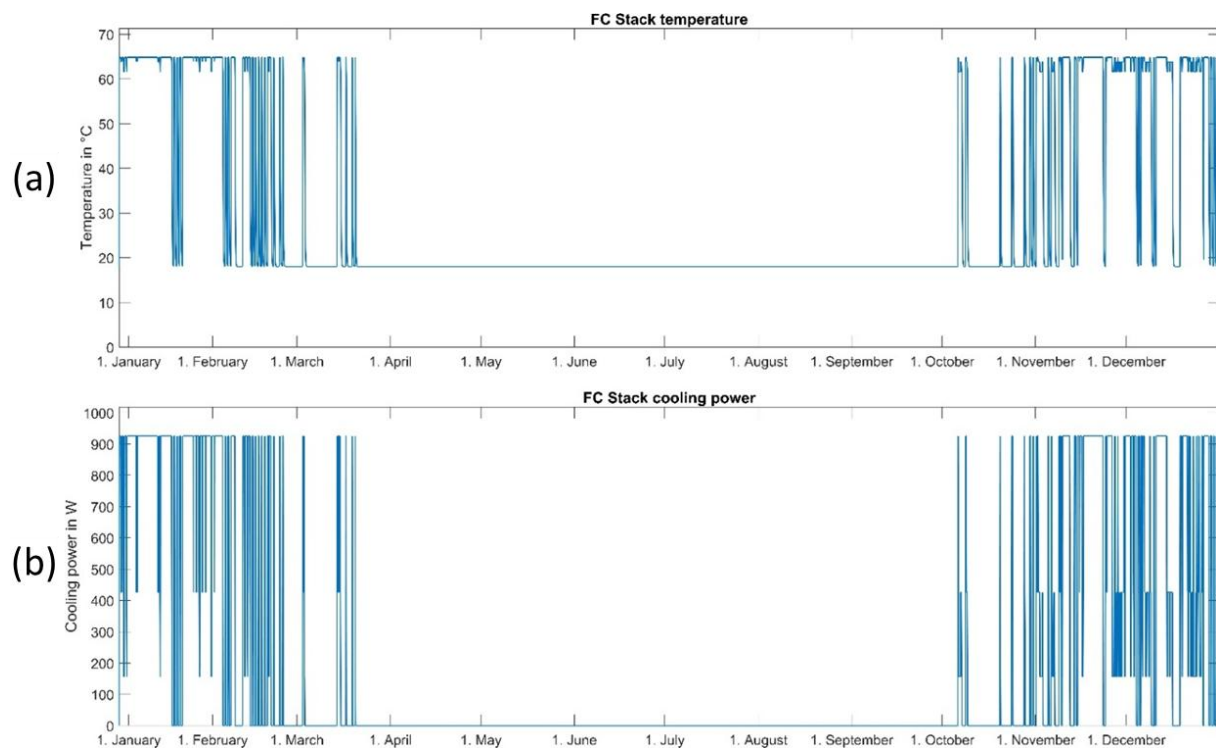 FC Stack temperature
70
60
50
40
30
20
10
0
Temperature in °C
(a)
1. January 1. February 1. March 1. April 1. May 1. June 1. July 1. August 1. September 1. October 1. November 1. December
FC Stack cooling power
1000
900
800
700
600
500
400
300
200
100
0
Cooling power in W
(b)
1. January 1. February 1. March 1. April 1. May 1. June 1. July 1. August 1. September 1. October 1. November 1. December